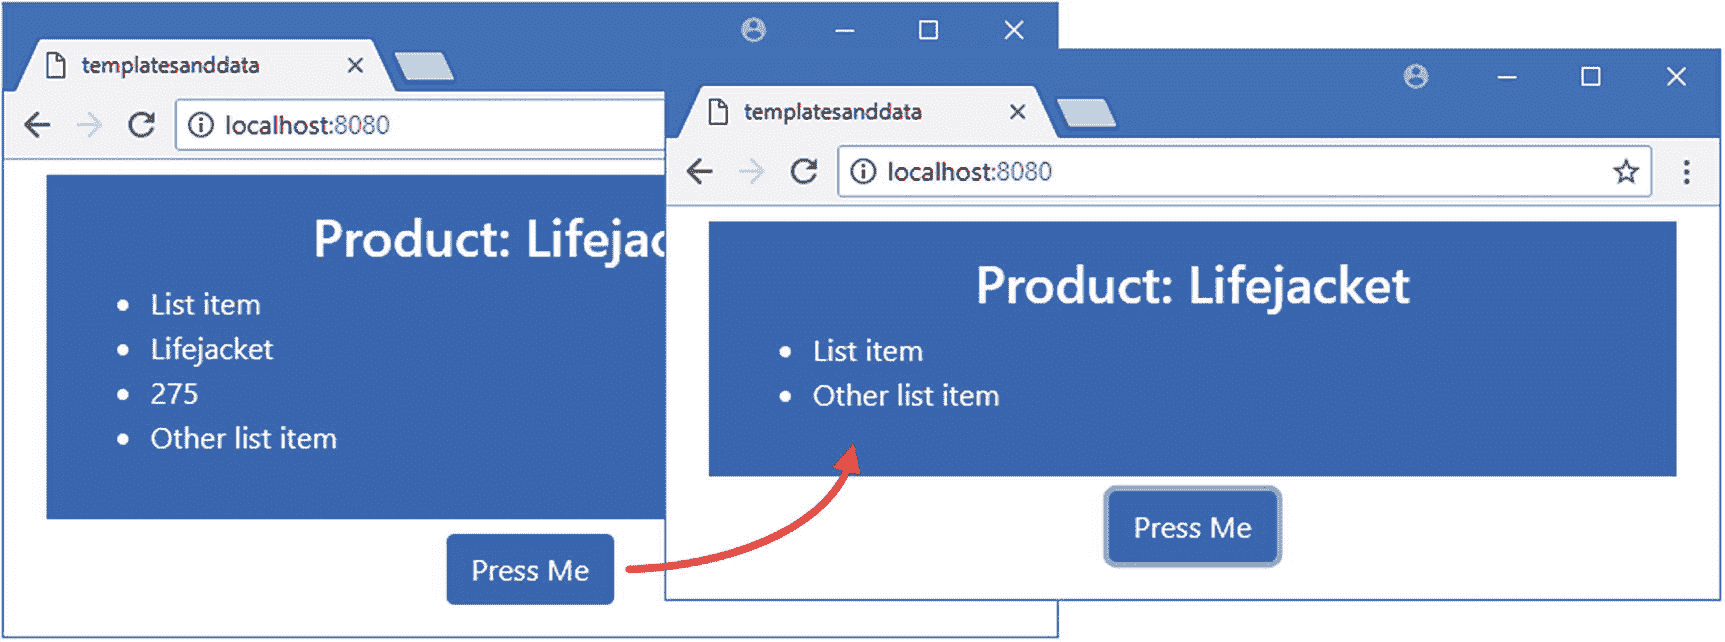 templatesanddata
localhost:8080
Product: Lifejac
List item
Lifejacket
275
Other list item
Press Me
templatesanddata
localhost:8080
Product: Lifejacket
List item
Other list item
Press Me